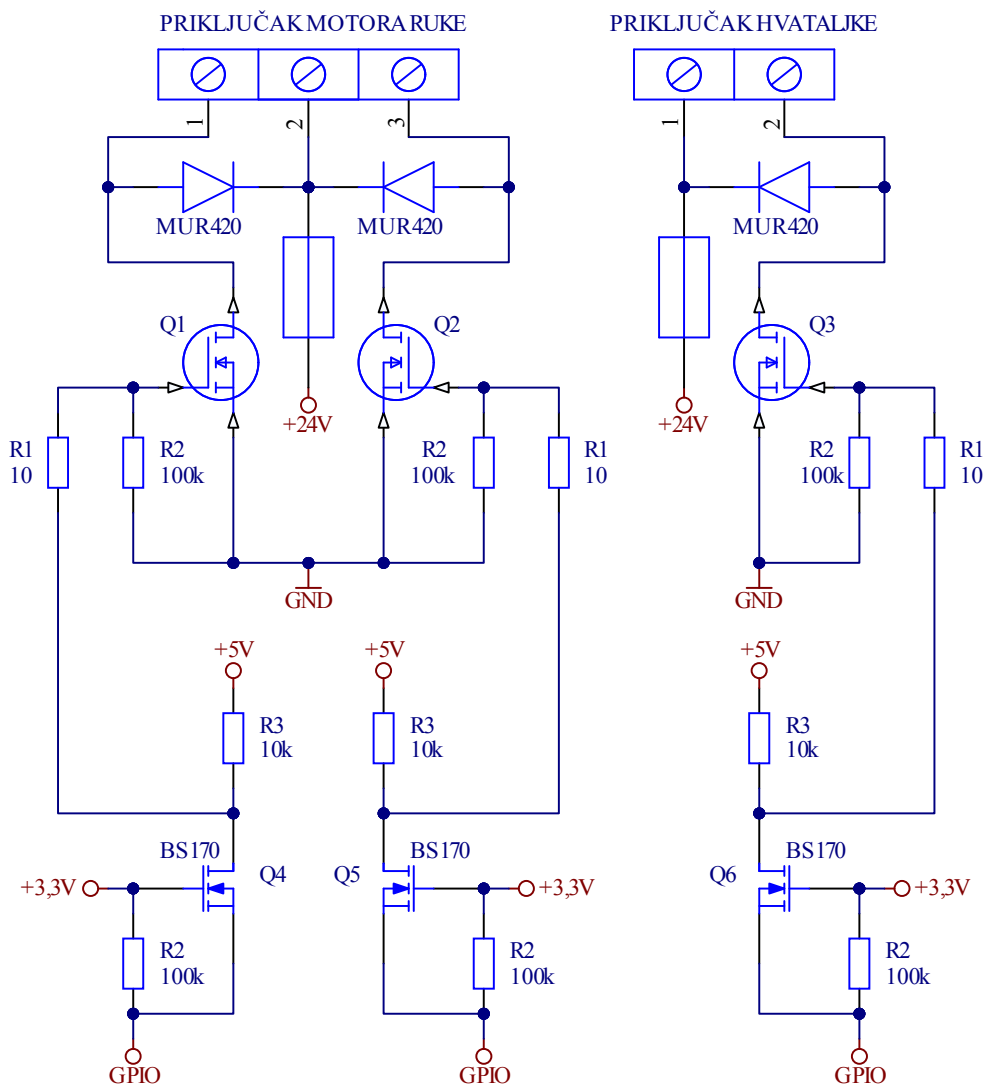 PRIKLJUČAK MOTORA RUKE
PRIKLJUČAK HVATALJKE
1
2
3
1
2
MUR420
MUR420
MUR420
Q1
Q2
Q3
+24V
+24V
R1
10
R2
100k
R2
100k
R1
10
R2
100k
R1
10
GND
GND
+5V
+5V
+5V
R3
10k
R3
10k
R3
10k
BS170
BS170
BS170
+3,3V
Q4
Q5
+3,3V
Q6
+3,3V
R2
100k
R2
100k
R2
100k
GPIO
GPIO
GPIO